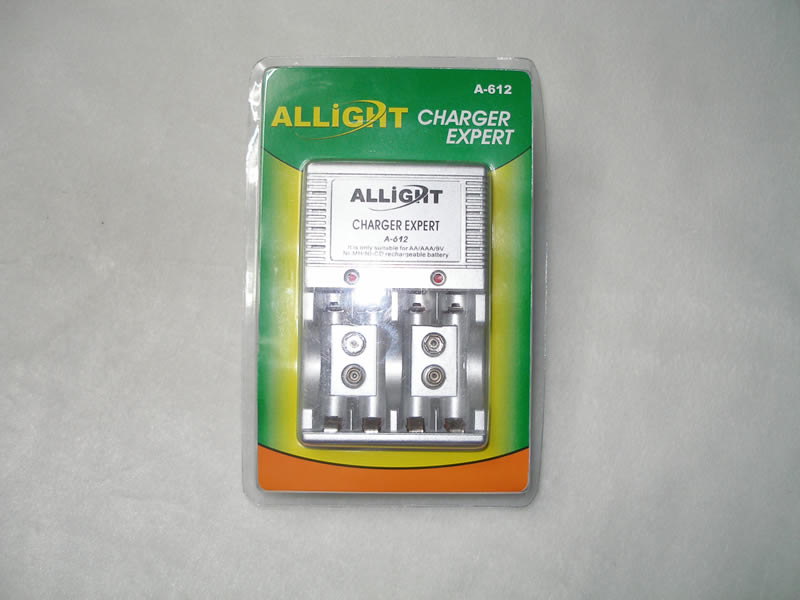 A-612
ALLiGHT CHARGER
EXPERT
ALLiGHT
CHARGER EXPERT
A-612
It is only suitable for AA/AAA/9V
Ni-MH/Ni-CD rechargeable battery